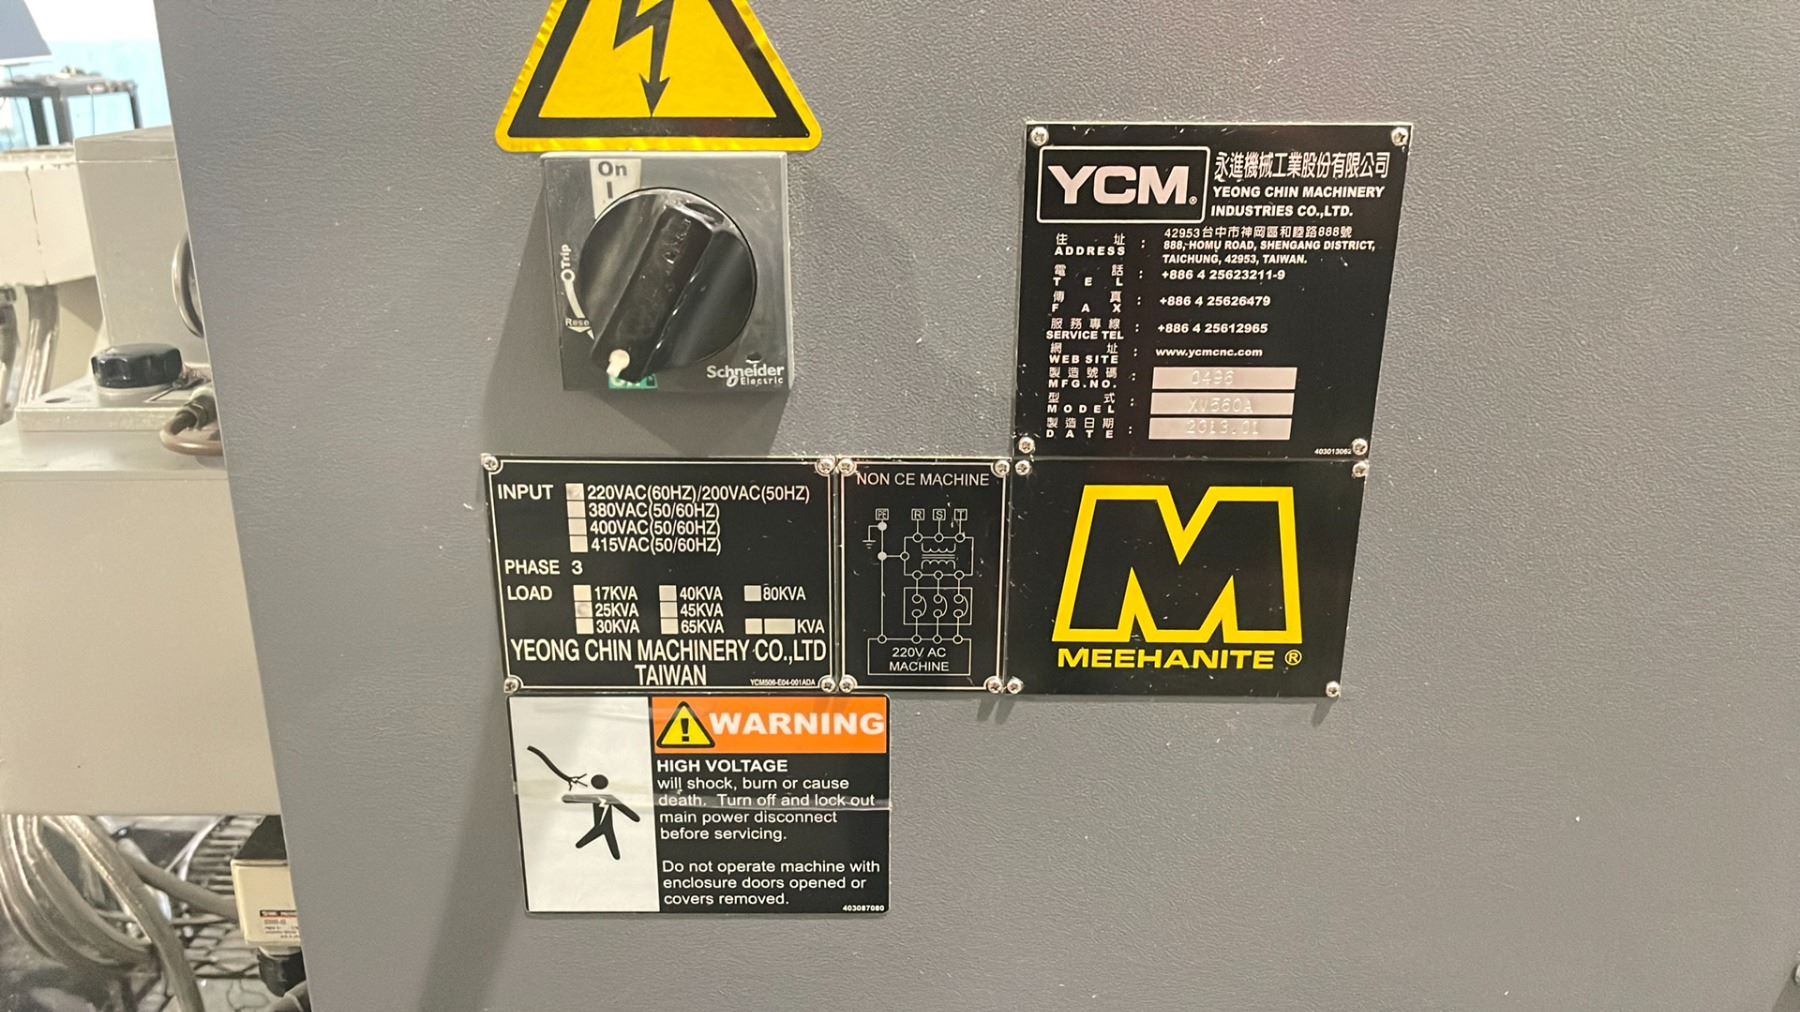 On
I
Trip
Rese
Schneider
Electric
YCM®
永進機械工業股份有限公司
YEONG CHIN MACHINERY
INDUSTRIES CO.,LTD.
住址 ADDRESS : 42953台中市神岡區和睦路888號
888, HOMU ROAD, SHENGANG DISTRICT,
TAICHUNG, 42953, TAIWAN.
電話 TEL : +886 4 25623211-9
傳真 FAX : +886 4 25626479
服務專線 SERVICE TEL : +886 4 25612965
網址 WEB SITE : www.ycmcnc.com
製造號碼 MFG.NO. : 0496
型式 MODEL : XV560A
製造日期 DATE : 2013.01
INPUT 220VAC(60HZ)/200VAC(50HZ)
380VAC(50/60HZ)
400VAC(50/60HZ)
415VAC(50/60HZ)
PHASE 3
LOAD 17KVA 40KVA 80KVA
25KVA 45KVA
30KVA 65KVA KVA
YEONG CHIN MACHINERY CO.,LTD
TAIWAN
YCM506-E04-001ADA
NON CE MACHINE
PE R S T
220V AC
MACHINE
M
MEEHANITE ®
WARNING
HIGH VOLTAGE
will shock, burn or cause
death. Turn off and lock out
main power disconnect
before servicing.
Do not operate machine with
enclosure doors opened or
covers removed.
403087080